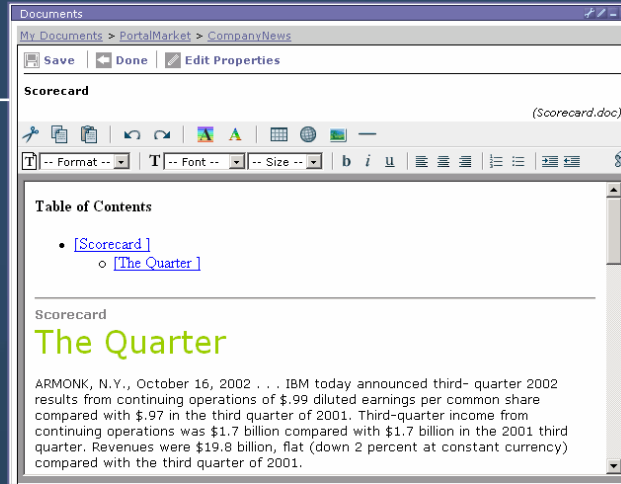 Documents
My Documents > PortalMarket > CompanyNews
Save Done Edit Properties
Scorecard
(Scorecard.doc)
A A
T -- Format -- T -- Font -- -- Size -- b i u
Table of Contents
[Scorecard ]
[The Quarter ]
Scorecard
The Quarter
ARMONK, N.Y., October 16, 2002 . . . IBM today announced third- quarter 2002
results from continuing operations of $.99 diluted earnings per common share
compared with $.97 in the third quarter of 2001. Third-quarter income from
continuing operations was $1.7 billion compared with $1.7 billion in the 2001 third
quarter. Revenues were $19.8 billion, flat (down 2 percent at constant currency)
compared with the third quarter of 2001.